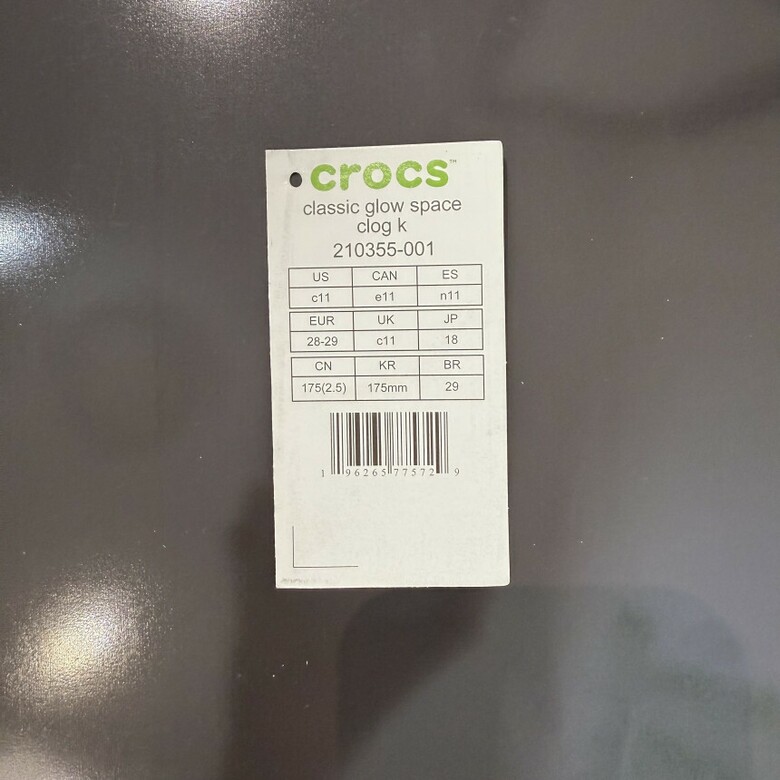 crocs™
classic glow space
clog k
210355-001
US CAN ES
c11 e11 n11
EUR UK JP
28-29 c11 18
CN KR BR
175(2.5) 175mm 29
1 96265 77572 9